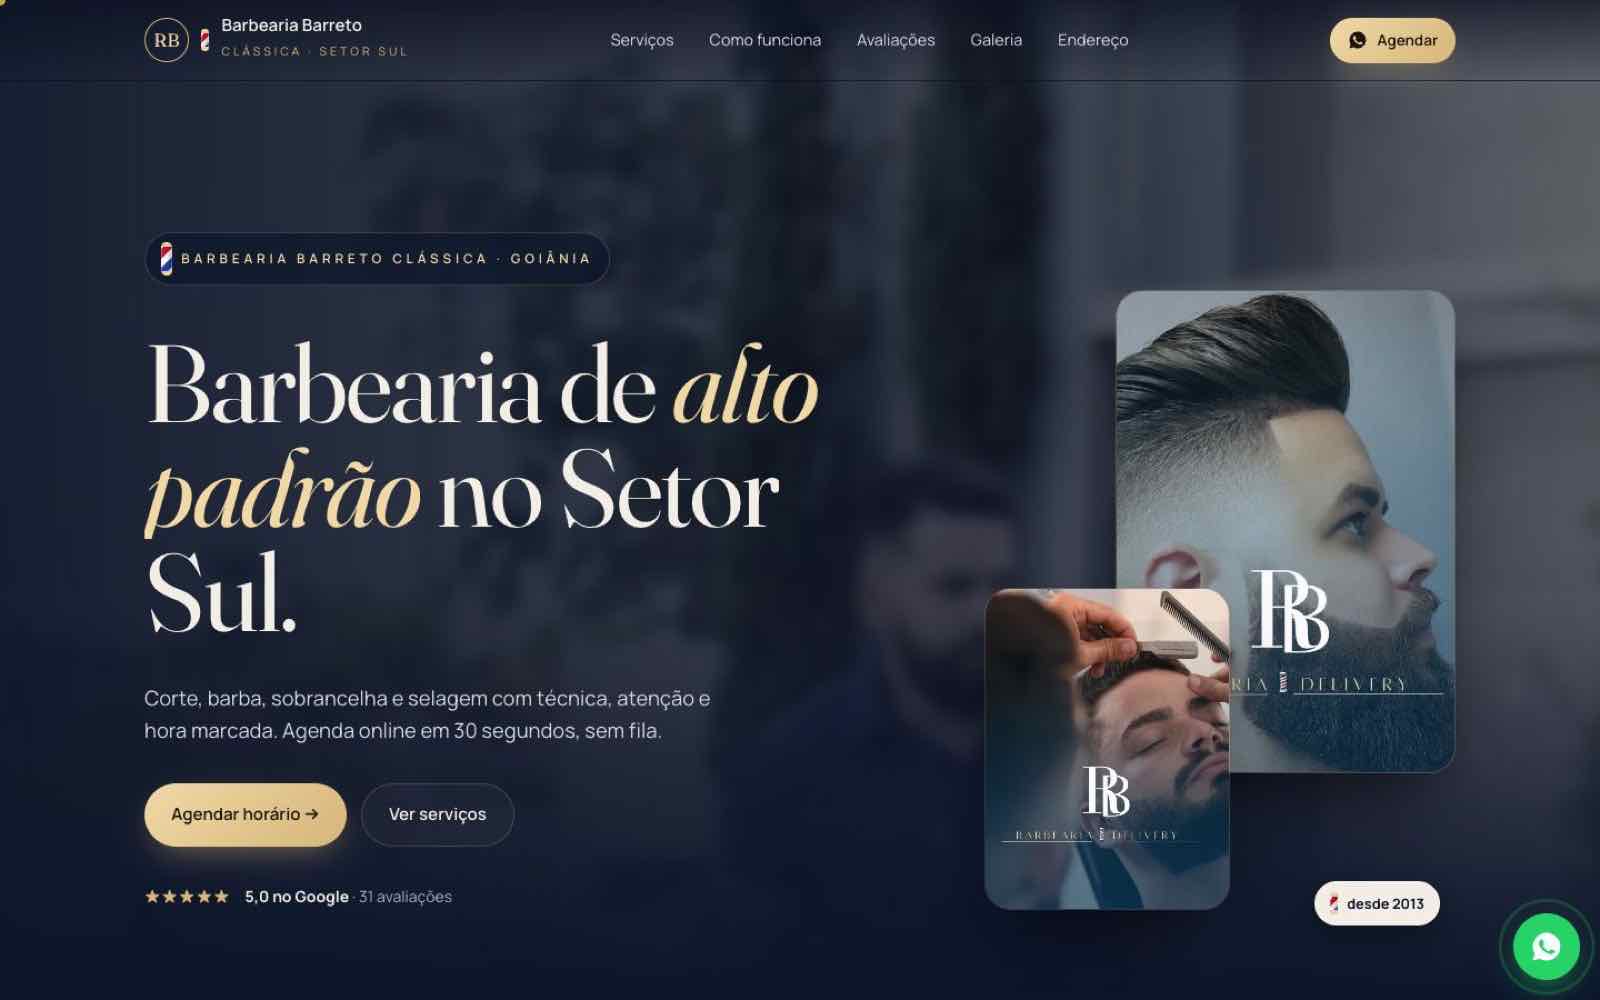 RB
Barbearia Barreto
CLÁSSICA · SETOR SUL
Serviços
Como funciona
Avaliações
Galeria
Endereço
Agendar
BARBEARIA BARRETO CLÁSSICA · GOIÂNIA
Barbearia de alto
padrão no Setor
Sul.
Corte, barba, sobrancelha e selagem com técnica, atenção e
hora marcada. Agenda online em 30 segundos, sem fila.
Agendar horário →
Ver serviços
★★★★★ 5,0 no Google · 31 avaliações
RB
RIA DELIVERY
RB
BARBEARIA DELIVERY
desde 2013